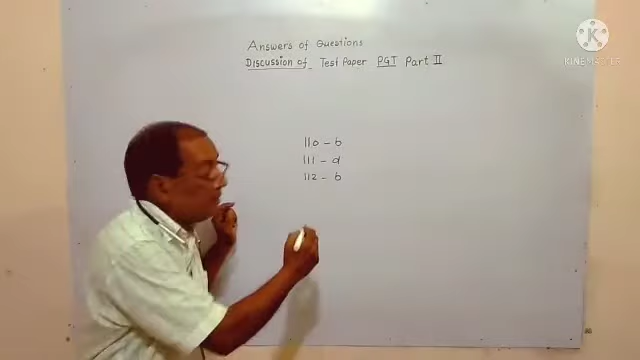 Answers of Questions
Discussion of Test Paper PGT Part II
110 - b
111 - d
112 - b
KINEMASTER